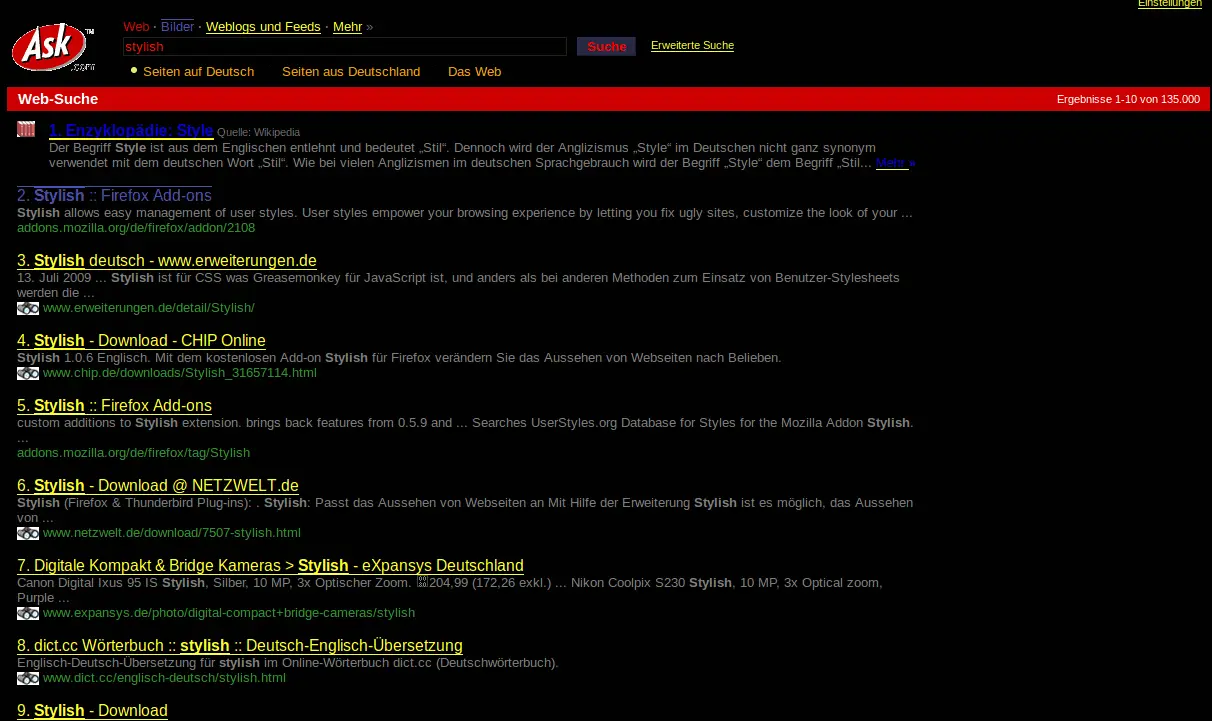 Einstellungen
Web · Bilder · Weblogs und Feeds · Mehr »
Ask™
.com
stylish
Suche
Erweiterte Suche
Seiten auf Deutsch Seiten aus Deutschland Das Web
Web-Suche
Ergebnisse 1-10 von 135.000
1. Enzyklopädie: Style Quelle: Wikipedia
Der Begriff Style ist aus dem Englischen entlehnt und bedeutet „Stil“. Dennoch wird der Anglizismus „Style“ im Deutschen nicht ganz synonym
verwendet mit dem deutschen Wort „Stil“. Wie bei vielen Anglizismen im deutschen Sprachgebrauch wird der Begriff „Style“ dem Begriff „Stil... Mehr »
2. Stylish :: Firefox Add-ons
Stylish allows easy management of user styles. User styles empower your browsing experience by letting you fix ugly sites, customize the look of your ...
addons.mozilla.org/de/firefox/addon/2108
3. Stylish deutsch - www.erweiterungen.de
13. Juli 2009 ... Stylish ist für CSS was Greasemonkey für JavaScript ist, und anders als bei anderen Methoden zum Einsatz von Benutzer-Stylesheets
werden die ...
www.erweiterungen.de/detail/Stylish/
4. Stylish - Download - CHIP Online
Stylish 1.0.6 Englisch. Mit dem kostenlosen Add-on Stylish für Firefox verändern Sie das Aussehen von Webseiten nach Belieben.
www.chip.de/downloads/Stylish_31657114.html
5. Stylish :: Firefox Add-ons
custom additions to Stylish extension. brings back features from 0.5.9 and ... Searches UserStyles.org Database for Styles for the Mozilla Addon Stylish.
...
addons.mozilla.org/de/firefox/tag/Stylish
6. Stylish - Download @ NETZWELT.de
Stylish (Firefox & Thunderbird Plug-ins): . Stylish: Passt das Aussehen von Webseiten an Mit Hilfe der Erweiterung Stylish ist es möglich, das Aussehen
von ...
www.netzwelt.de/download/7507-stylish.html
7. Digitale Kompakt & Bridge Kameras > Stylish - eXpansys Deutschland
Canon Digital Ixus 95 IS Stylish, Silber, 10 MP, 3x Optischer Zoom. 204,99 (172,26 exkl.) ... Nikon Coolpix S230 Stylish, 10 MP, 3x Optical zoom,
Purple ...
www.expansys.de/photo/digital-compact+bridge-cameras/stylish
8. dict.cc Wörterbuch :: stylish :: Deutsch-Englisch-Übersetzung
Englisch-Deutsch-Übersetzung für stylish im Online-Wörterbuch dict.cc (Deutschwörterbuch).
www.dict.cc/englisch-deutsch/stylish.html
9. Stylish - Download